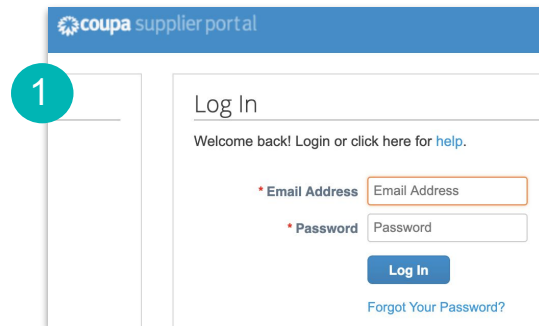 coupa supplier portal
1
Log In
Welcome back! Login or click here for help.
* Email Address Email Address
* Password Password
Log In
Forgot Your Password?